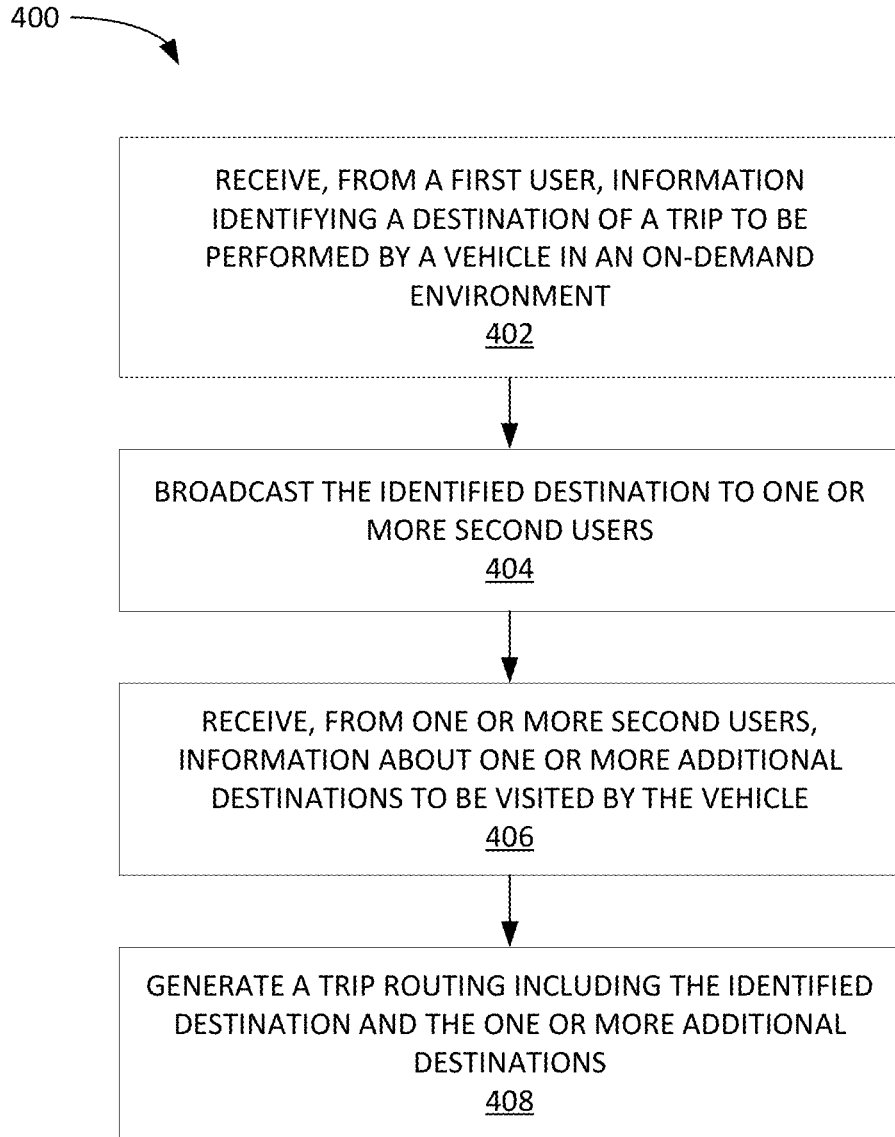 400
RECEIVE, FROM A FIRST USER, INFORMATION
IDENTIFYING A DESTINATION OF A TRIP TO BE
PERFORMED BY A VEHICLE IN AN ON-DEMAND
ENVIRONMENT
402
BROADCAST THE IDENTIFIED DESTINATION TO ONE OR
MORE SECOND USERS
404
RECEIVE, FROM ONE OR MORE SECOND USERS,
INFORMATION ABOUT ONE OR MORE ADDITIONAL
DESTINATIONS TO BE VISITED BY THE VEHICLE
406
GENERATE A TRIP ROUTING INCLUDING THE IDENTIFIED
DESTINATION AND THE ONE OR MORE ADDITIONAL
DESTINATIONS
408